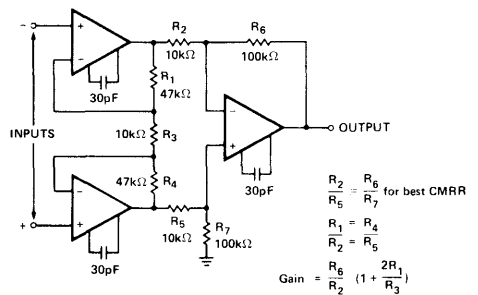 R2
10kΩ
R6
100kΩ
−
+
−
30pF
R1
47kΩ
INPUTS
10kΩ R3
−
+
OUTPUT
30pF
47kΩ R4
−
+
+
30pF
R5
10kΩ
R7
100kΩ
R2/R5 = R6/R7 for best CMRR
R1/R2 = R4/R5
Gain = R6/R2 (1 + 2R1/R3)